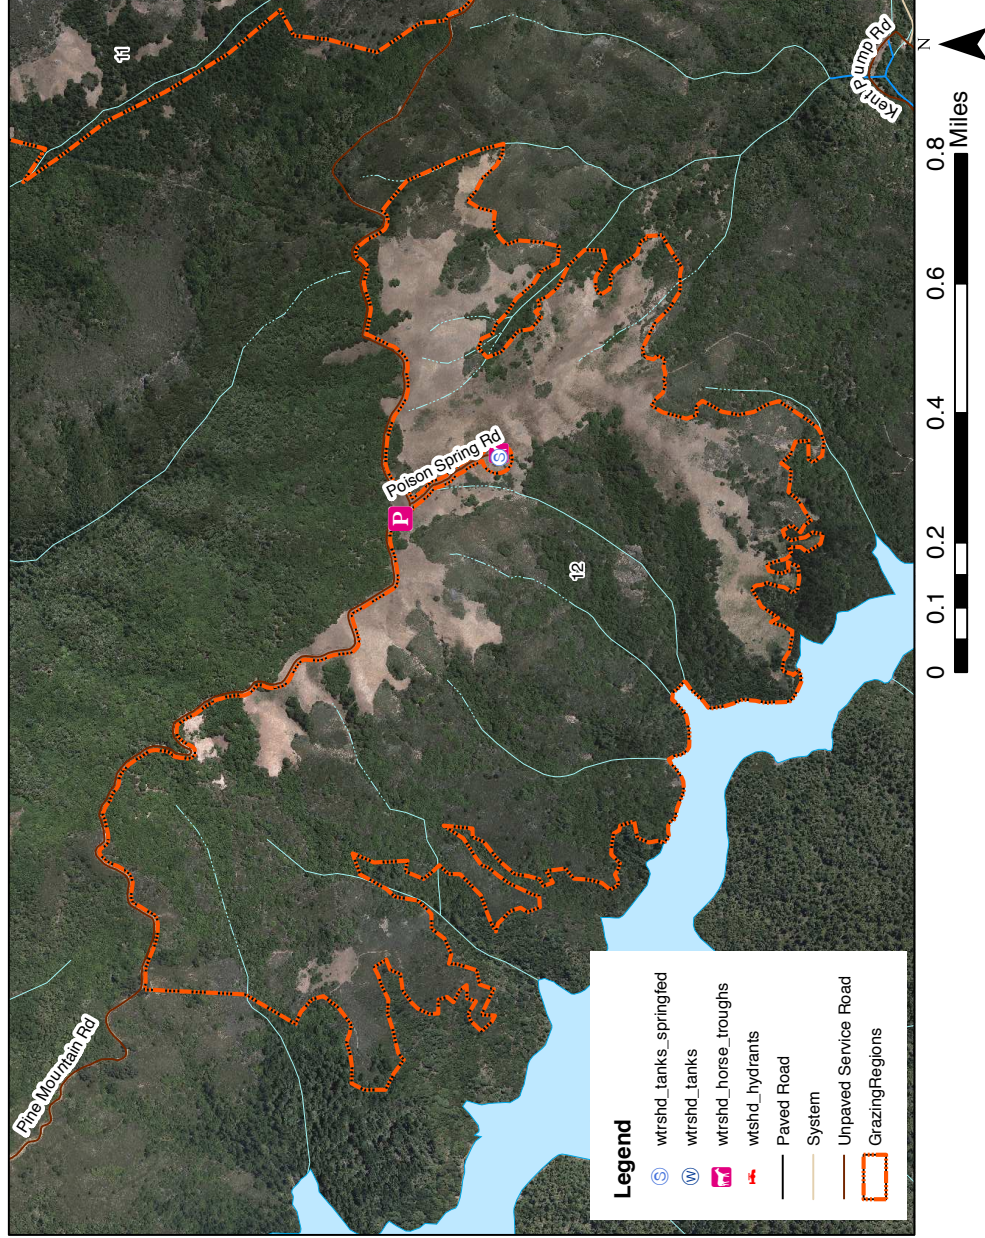 Pine Mountain Rd
11
Poison Spring Rd
P
S
12
Kent Pump Rd
N
Legend
S wtrshd_tanks_springfed
W wtrshd_tanks
wtrshd_horse_troughs
wtshd_hydrants
Paved Road
System
Unpaved Service Road
GrazingRegions
0 0.1 0.2 0.4 0.6 0.8
Miles